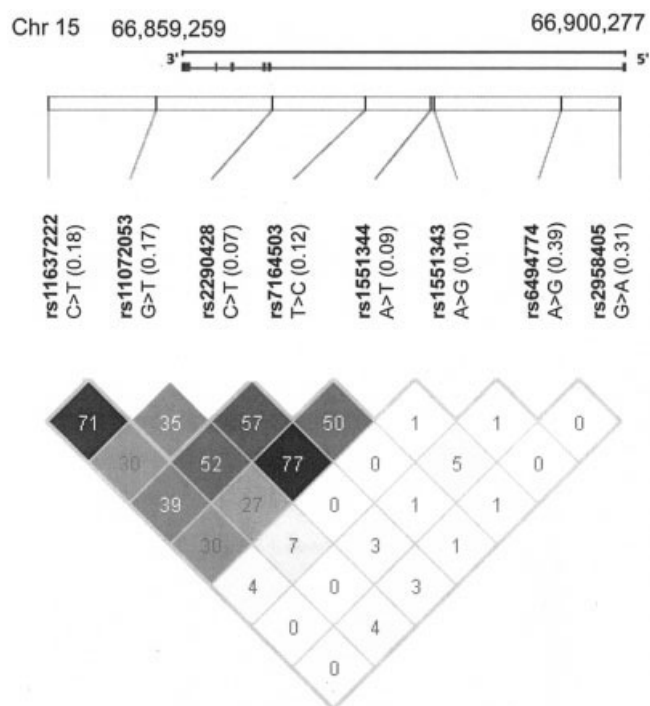 Chr 15 66,859,259 66,900,277
3' 5'
rs11637222
C>T (0.18)
rs11072053
G>T (0.17)
rs2290428
C>T (0.07)
rs7164503
T>C (0.12)
rs1551344
A>T (0.09)
rs1551343
A>G (0.10)
rs6494774
A>G (0.39)
rs2958405
G>A (0.31)
71 35 57 50 1 1 0
30 52 77 0 5 0
39 27 0 1 1
30 7 3 1
4 0 3
0 4
0